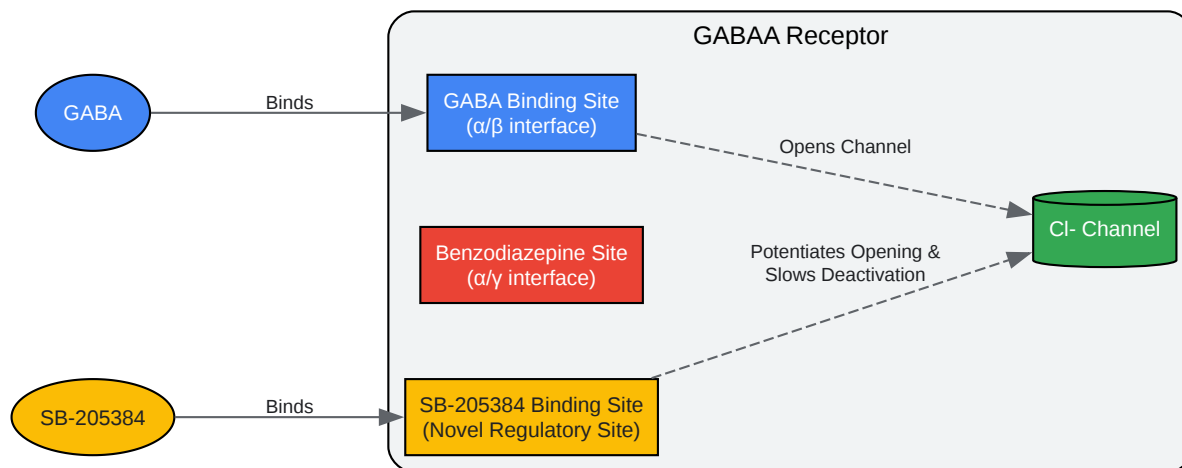 GABAA Receptor
GABA
Binds
GABA Binding Site
(α/β interface)
Opens Channel
Cl- Channel
Benzodiazepine Site
(α/γ interface)
Potentiates Opening &
Slows Deactivation
SB-205384
Binds
SB-205384 Binding Site
(Novel Regulatory Site)